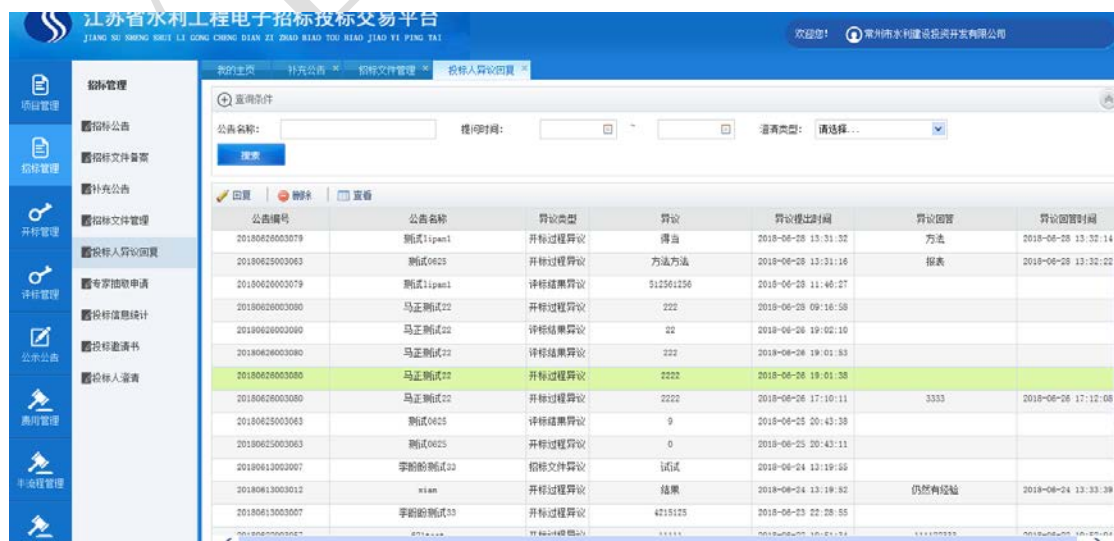 江苏省水利工程电子招标投标交易平台
JIANG SU SHENG SHUI LI GONG CHENG DIAN ZI ZHAO BIAO TOU BIAO JIAO YI PING TAI
欢迎您! 常州市水利建设投资开发有限公司
我的主页 补充公告 × 招标文件管理 × 投标人异议回复 ×
项目管理
招标管理
开标管理
评标管理
公示公告
费用管理
半流程管理
招标管理
招标公告
招标文件备案
补充公告
招标文件管理
投标人异议回复
专家抽取申请
投标信息统计
投标邀请书
投标人澄清
查询条件
公告名称: 提问时间: ~ 澄清类型: 请选择...
搜索
回复 删除 查看
公告编号 公告名称 异议类型 异议 异议提出时间 异议回答 异议回答时间
20180626003079 测试lipan1 开标过程异议 得当 2018-06-28 13:31:32 方法 2018-06-28 13:32:14
20180625003063 测试0625 开标过程异议 方法方法 2018-06-28 13:31:16 报表 2018-06-28 13:32:22
20180626003079 测试lipan1 评标结果异议 512561256 2018-06-28 11:46:27
20180626003080 马正测试22 开标过程异议 222 2018-06-28 09:16:58
20180626003080 马正测试22 评标结果异议 22 2018-06-26 19:02:10
20180626003080 马正测试22 评标结果异议 222 2018-06-26 19:01:53
20180626003080 马正测试22 开标过程异议 2222 2018-06-26 19:01:38
20180626003080 马正测试22 开标过程异议 2222 2018-06-26 17:10:11 3333 2018-06-26 17:12:08
20180625003063 测试0625 评标结果异议 9 2018-06-25 20:43:38
20180625003063 测试0625 开标过程异议 0 2018-06-25 20:43:11
20180613003007 李盼盼测试33 招标文件异议 试试 2018-06-24 13:19:55
20180613003012 xian 开标过程异议 结果 2018-06-24 13:19:52 仍然有经验 2018-06-24 13:33:39
20180613003007 李盼盼测试33 开标过程异议 4215125 2018-06-23 22:28:55